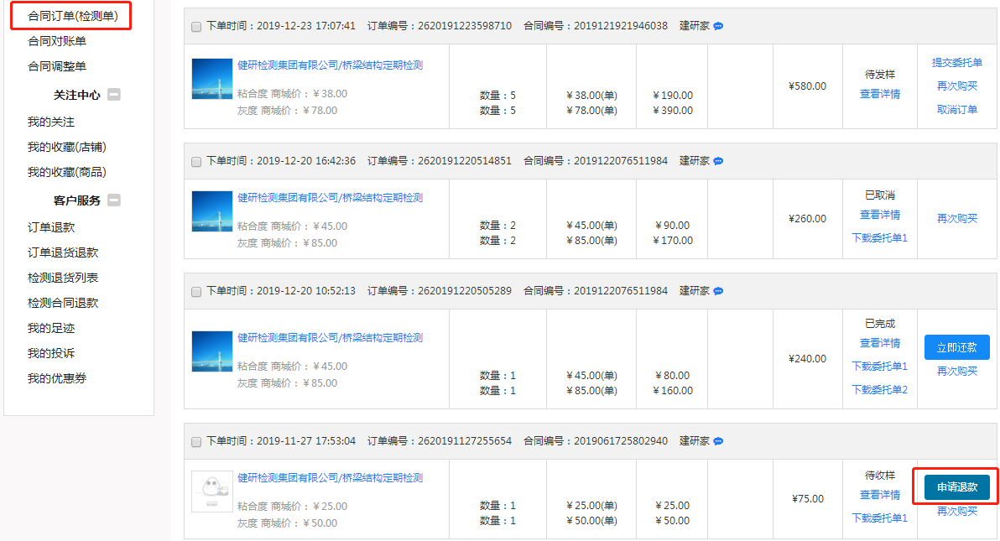 合同订单(检测单)
合同对账单
合同调整单
关注中心
我的关注
我的收藏(店铺)
我的收藏(商品)
客户服务
订单退款
订单退货退款
检测退货列表
检测合同退款
我的足迹
我的投诉
我的优惠券
下单时间：2019-12-23 17:07:41 订单编号：2620191223598710 合同编号：2019121921946038 建研家
健研检测集团有限公司/桥梁结构定期检测
粘合度 商城价：￥38.00
灰度 商城价：￥78.00
数量：5
数量：5
￥38.00(单)
￥78.00(单)
￥190.00
￥390.00
¥580.00
待发样
查看详情
提交委托单
再次购买
取消订单
下单时间：2019-12-20 16:42:36 订单编号：2620191220514851 合同编号：2019122076511984 建研家
健研检测集团有限公司/桥梁结构定期检测
粘合度 商城价：￥45.00
灰度 商城价：￥85.00
数量：2
数量：2
￥45.00(单)
￥85.00(单)
￥90.00
￥170.00
¥260.00
已取消
查看详情
下载委托单1
再次购买
下单时间：2019-12-20 10:52:13 订单编号：2620191220505289 合同编号：2019122076511984 建研家
健研检测集团有限公司/桥梁结构定期检测
粘合度 商城价：￥45.00
灰度 商城价：￥85.00
数量：1
数量：1
￥45.00(单)
￥85.00(单)
￥80.00
￥160.00
¥240.00
已完成
查看详情
下载委托单1
下载委托单2
立即还款
再次购买
下单时间：2019-11-27 17:53:04 订单编号：2620191127255654 合同编号：2019061725802940 建研家
健研检测集团有限公司/桥梁结构定期检测
粘合度 商城价：￥25.00
灰度 商城价：￥50.00
数量：1
数量：1
￥25.00(单)
￥50.00(单)
￥25.00
￥50.00
¥75.00
待收样
查看详情
下载委托单1
申请退款
再次购买